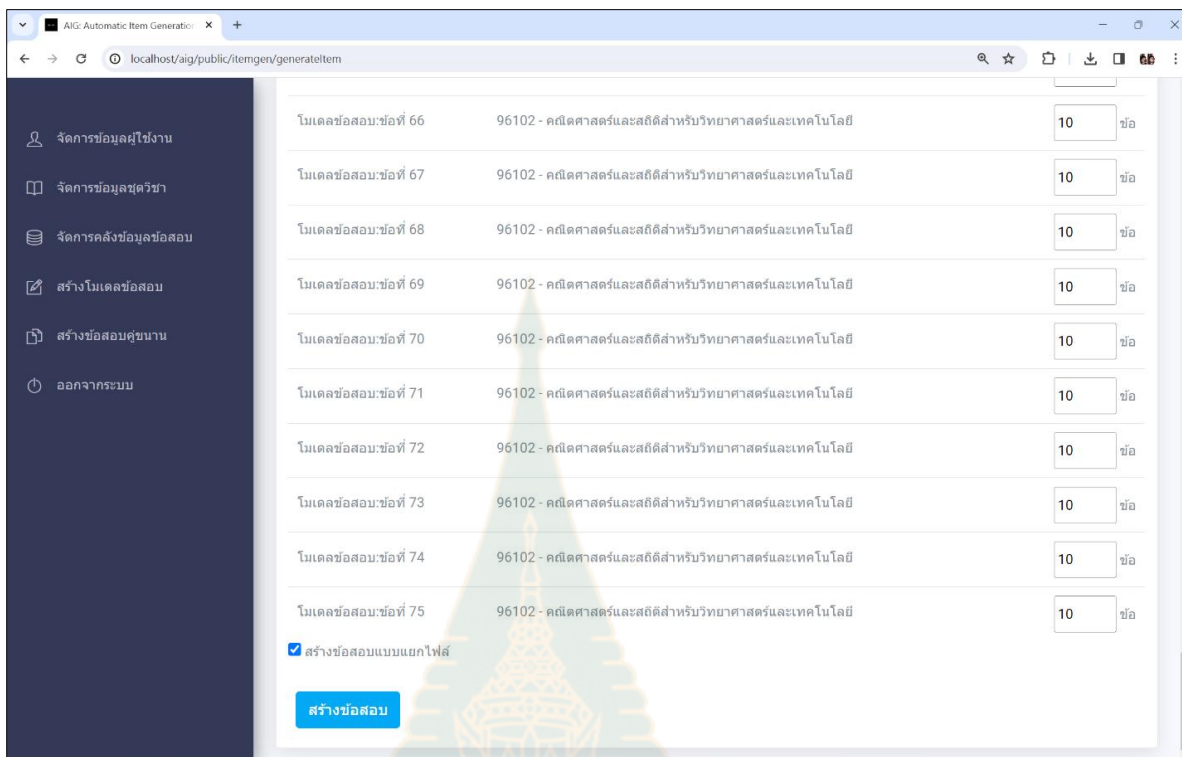 AIG: Automatic Item Generation
localhost/aig/public/itemgen/generateItem
จัดการข้อมูลผู้ใช้งาน
จัดการข้อมูลชุดวิชา
จัดการคลังข้อมูลข้อสอบ
สร้างโมเดลข้อสอบ
สร้างข้อสอบคู่ขนาน
ออกจากระบบ
โมเดลข้อสอบ:ข้อที่ 66 96102 - คณิตศาสตร์และสถิติสำหรับวิทยาศาสตร์และเทคโนโลยี 10 ข้อ
โมเดลข้อสอบ:ข้อที่ 67 96102 - คณิตศาสตร์และสถิติสำหรับวิทยาศาสตร์และเทคโนโลยี 10 ข้อ
โมเดลข้อสอบ:ข้อที่ 68 96102 - คณิตศาสตร์และสถิติสำหรับวิทยาศาสตร์และเทคโนโลยี 10 ข้อ
โมเดลข้อสอบ:ข้อที่ 69 96102 - คณิตศาสตร์และสถิติสำหรับวิทยาศาสตร์และเทคโนโลยี 10 ข้อ
โมเดลข้อสอบ:ข้อที่ 70 96102 - คณิตศาสตร์และสถิติสำหรับวิทยาศาสตร์และเทคโนโลยี 10 ข้อ
โมเดลข้อสอบ:ข้อที่ 71 96102 - คณิตศาสตร์และสถิติสำหรับวิทยาศาสตร์และเทคโนโลยี 10 ข้อ
โมเดลข้อสอบ:ข้อที่ 72 96102 - คณิตศาสตร์และสถิติสำหรับวิทยาศาสตร์และเทคโนโลยี 10 ข้อ
โมเดลข้อสอบ:ข้อที่ 73 96102 - คณิตศาสตร์และสถิติสำหรับวิทยาศาสตร์และเทคโนโลยี 10 ข้อ
โมเดลข้อสอบ:ข้อที่ 74 96102 - คณิตศาสตร์และสถิติสำหรับวิทยาศาสตร์และเทคโนโลยี 10 ข้อ
โมเดลข้อสอบ:ข้อที่ 75 96102 - คณิตศาสตร์และสถิติสำหรับวิทยาศาสตร์และเทคโนโลยี 10 ข้อ
สร้างข้อสอบแบบแยกไฟล์
สร้างข้อสอบ